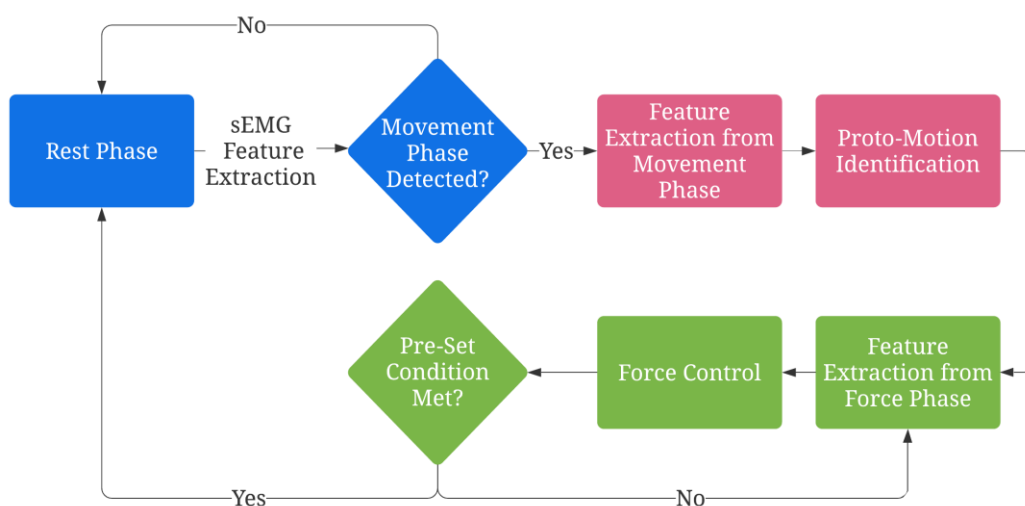 No
Rest Phase
sEMG
Feature
Extraction
Movement
Phase
Detected?
Yes
Feature
Extraction from
Movement
Phase
Proto-Motion
Identification
Pre-Set
Condition
Met?
Force Control
Feature
Extraction from
Force Phase
Yes
No